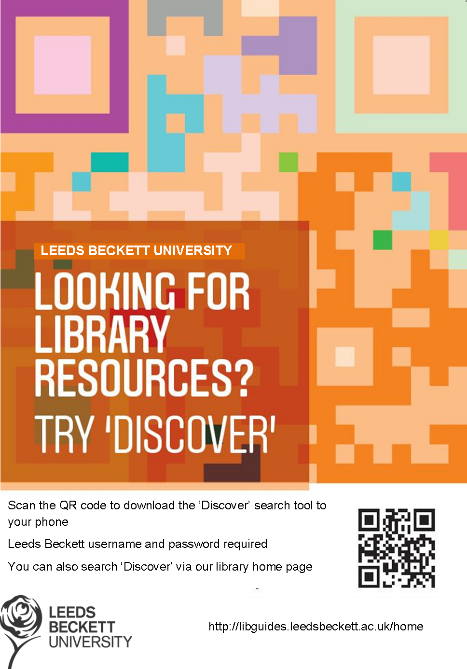 LEEDS BECKETT UNIVERSITY
LOOKING FOR
LIBRARY
RESOURCES?
TRY 'DISCOVER'
Scan the QR code to download the 'Discover' search tool to
your phone
Leeds Beckett username and password required
You can also search 'Discover' via our library home page
LEEDS
BECKETT
UNIVERSITY
http://libguides.leedsbeckett.ac.uk/home